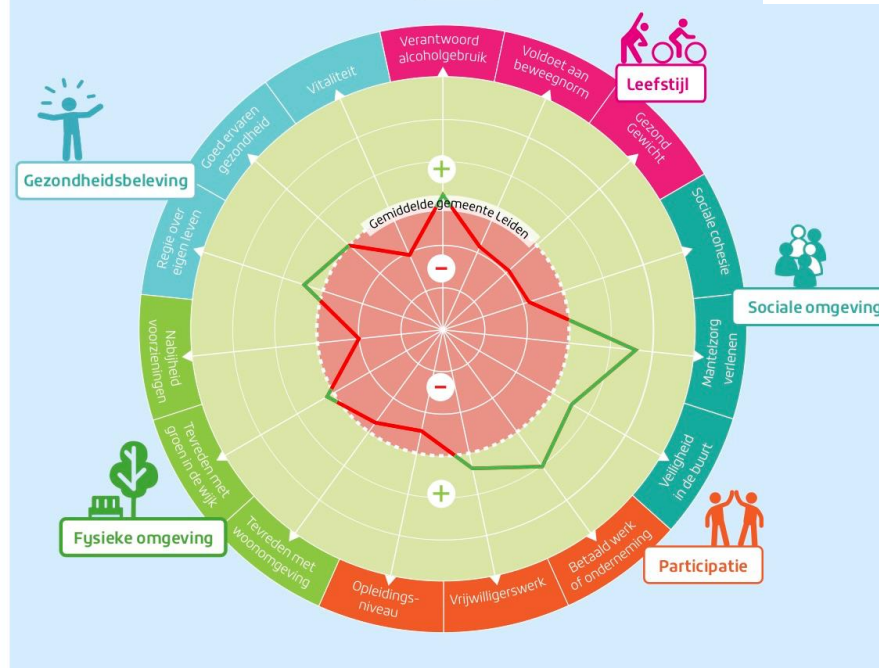 Verantwoord
alcoholgebruik
Voldoet aan
beweegnorm
Gezond
Gewicht
Leefstijl
Sociale cohesie
Mantelzorg
verlenen
Veiligheid
in de buurt
Sociale omgeving
Betaald werk
of onderneming
Vrijwilligerswerk
Opleidings-
niveau
Participatie
Tevreden met
woonomgeving
Tevreden met
groen in de wijk
Nabijheid
voorzieningen
Fysieke omgeving
Regie over
eigen leven
Goed ervaren
gezondheid
Vitaliteit
Gezondheidsbeleving
+
Gemiddelde gemeente Leiden
−
−
+